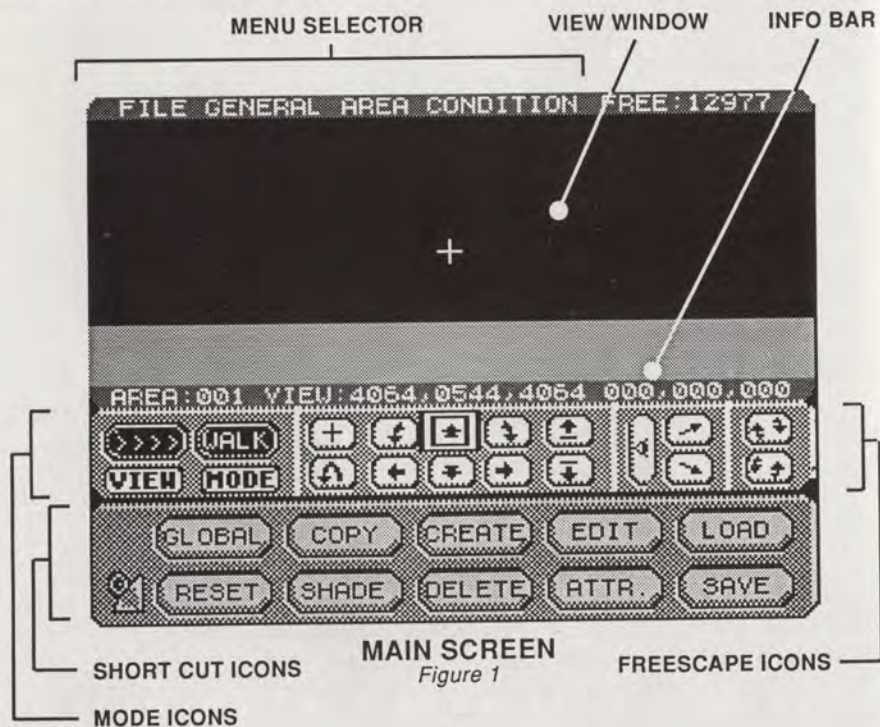 MENU SELECTOR
VIEW WINDOW
INFO BAR
FILE GENERAL AREA CONDITION FREE:12977
AREA:001 VIEW:4064,0544,4064 000,000,000
>>>> WALK
VIEW MODE
GLOBAL COPY CREATE EDIT LOAD
RESET SHADE DELETE ATTR. SAVE
MAIN SCREEN
Figure 1
SHORT CUT ICONS
FREESCAPE ICONS
MODE ICONS